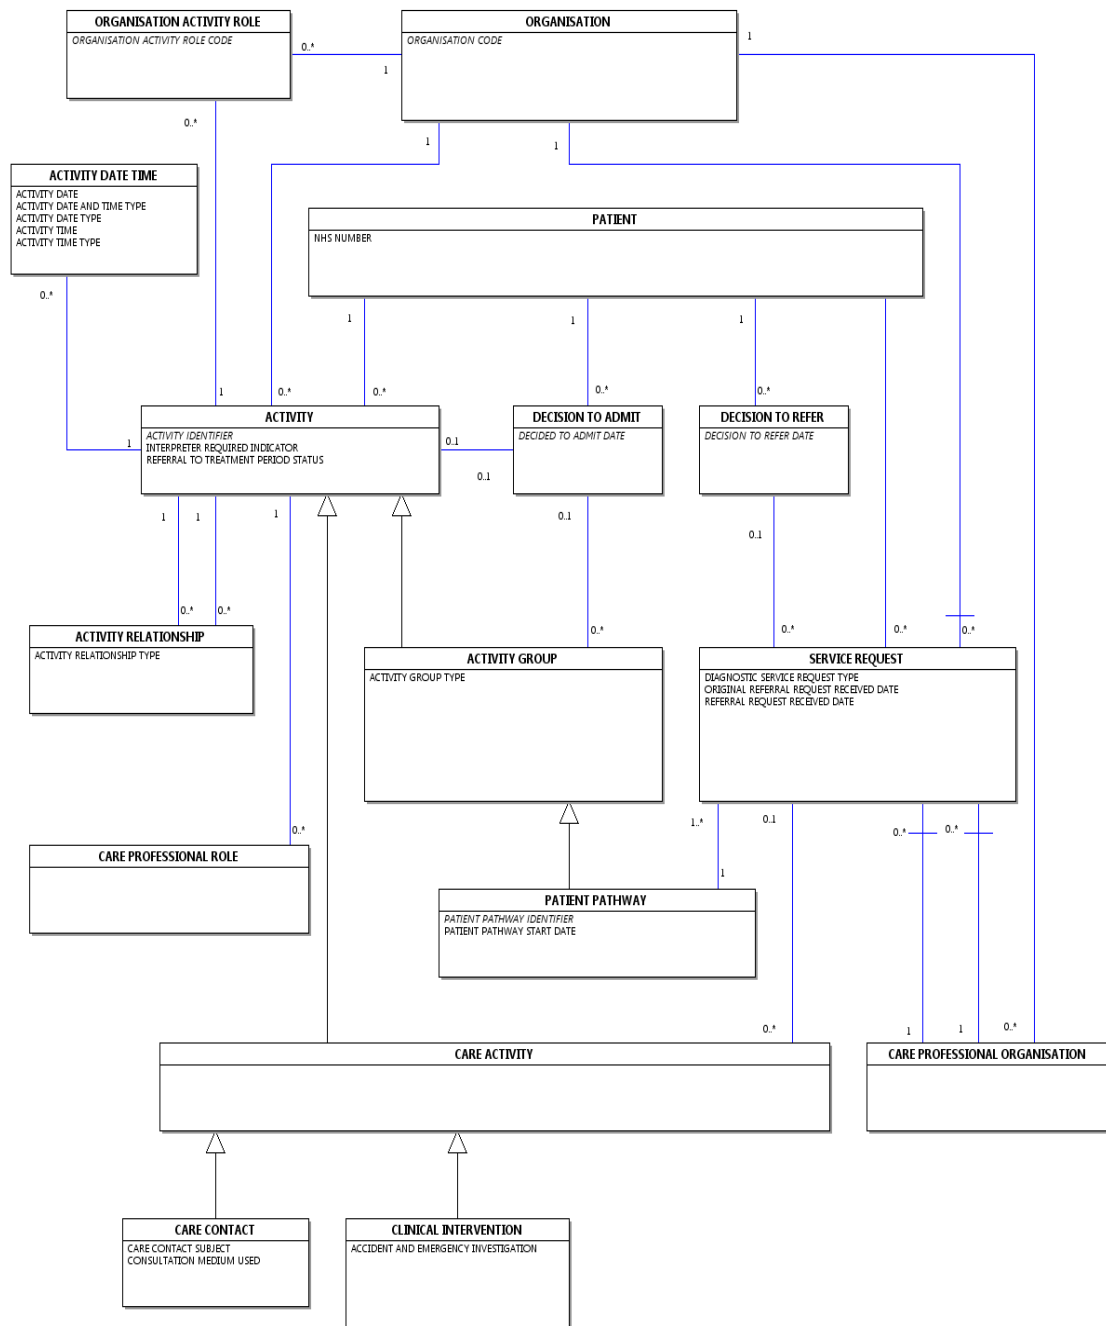 ORGANISATION ACTIVITY ROLE
ORGANISATION ACTIVITY ROLE CODE
ORGANISATION
ORGANISATION CODE
0..*
1
1
0..*
1
1
ACTIVITY DATE TIME
ACTIVITY DATE
ACTIVITY DATE AND TIME TYPE
ACTIVITY DATE TYPE
ACTIVITY TIME
ACTIVITY TIME TYPE
PATIENT
NHS NUMBER
0..*
1
1
1
1
0..*
0..*
0..*
0..*
ACTIVITY
ACTIVITY IDENTIFIER
INTERPRETER REQUIRED INDICATOR
REFERRAL TO TREATMENT PERIOD STATUS
DECISION TO ADMIT
DECIDED TO ADMIT DATE
DECISION TO REFER
DECISION TO REFER DATE
1
0..1
0..1
1
1
1
0..1
0..1
0..*
0..*
0..*
0..*
0..*
0..*
ACTIVITY RELATIONSHIP
ACTIVITY RELATIONSHIP TYPE
ACTIVITY GROUP
ACTIVITY GROUP TYPE
SERVICE REQUEST
DIAGNOSTIC SERVICE REQUEST TYPE
ORIGINAL REFERRAL REQUEST RECEIVED DATE
REFERRAL REQUEST RECEIVED DATE
0..*
1..*
0..1
0..*
0..*
CARE PROFESSIONAL ROLE
1
PATIENT PATHWAY
PATIENT PATHWAY IDENTIFIER
PATIENT PATHWAY START DATE
0..*
1
1
0..*
CARE ACTIVITY
CARE PROFESSIONAL ORGANISATION
CARE CONTACT
CARE CONTACT SUBJECT
CONSULTATION MEDIUM USED
CLINICAL INTERVENTION
ACCIDENT AND EMERGENCY INVESTIGATION